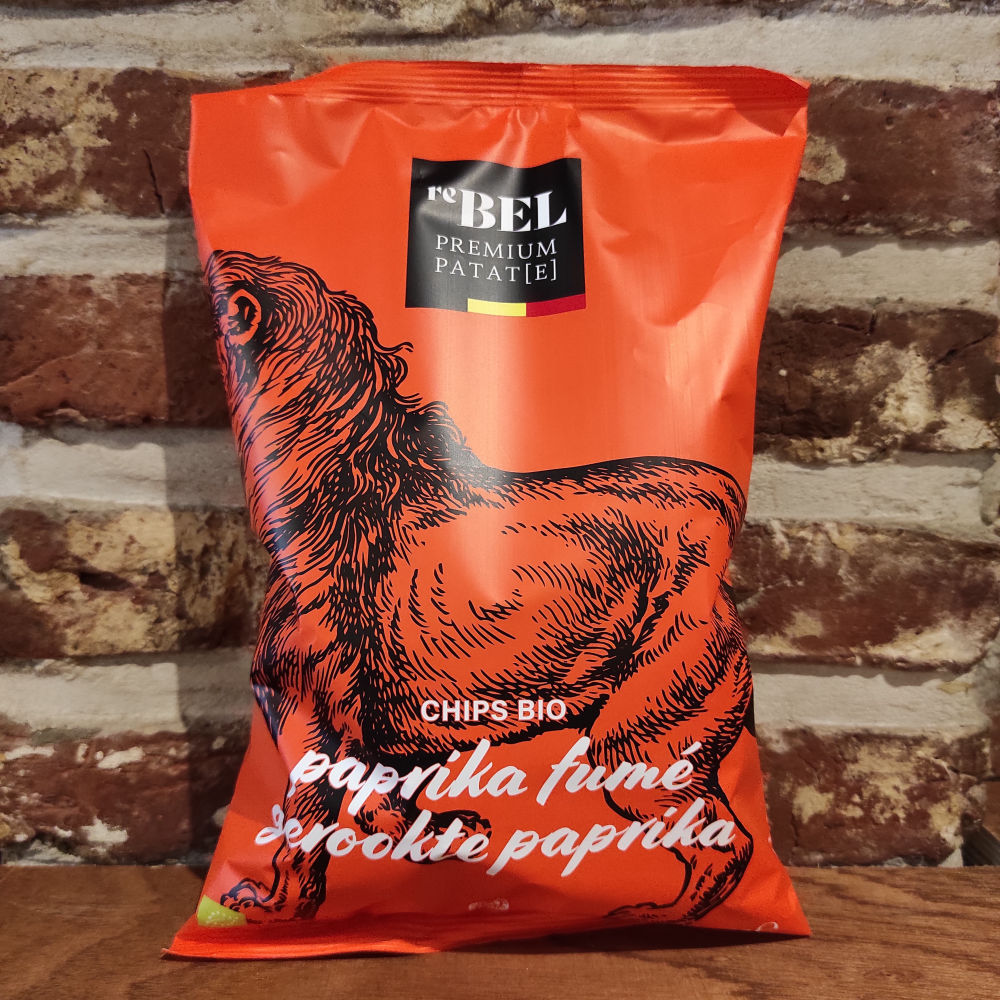 reBEL
PREMIUM
PATAT[E]
CHIPS BIO
paprika fumé
gerookte paprika